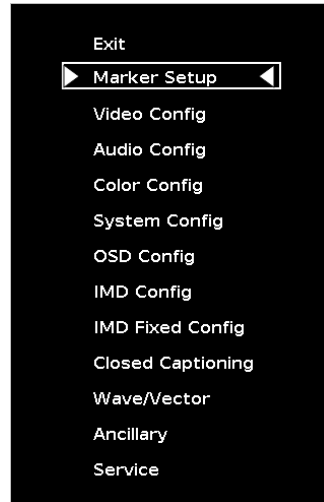 Exit
Marker Setup
Video Config
Audio Config
Color Config
System Config
OSD Config
IMD Config
IMD Fixed Config
Closed Captioning
Wave/Vector
Ancillary
Service